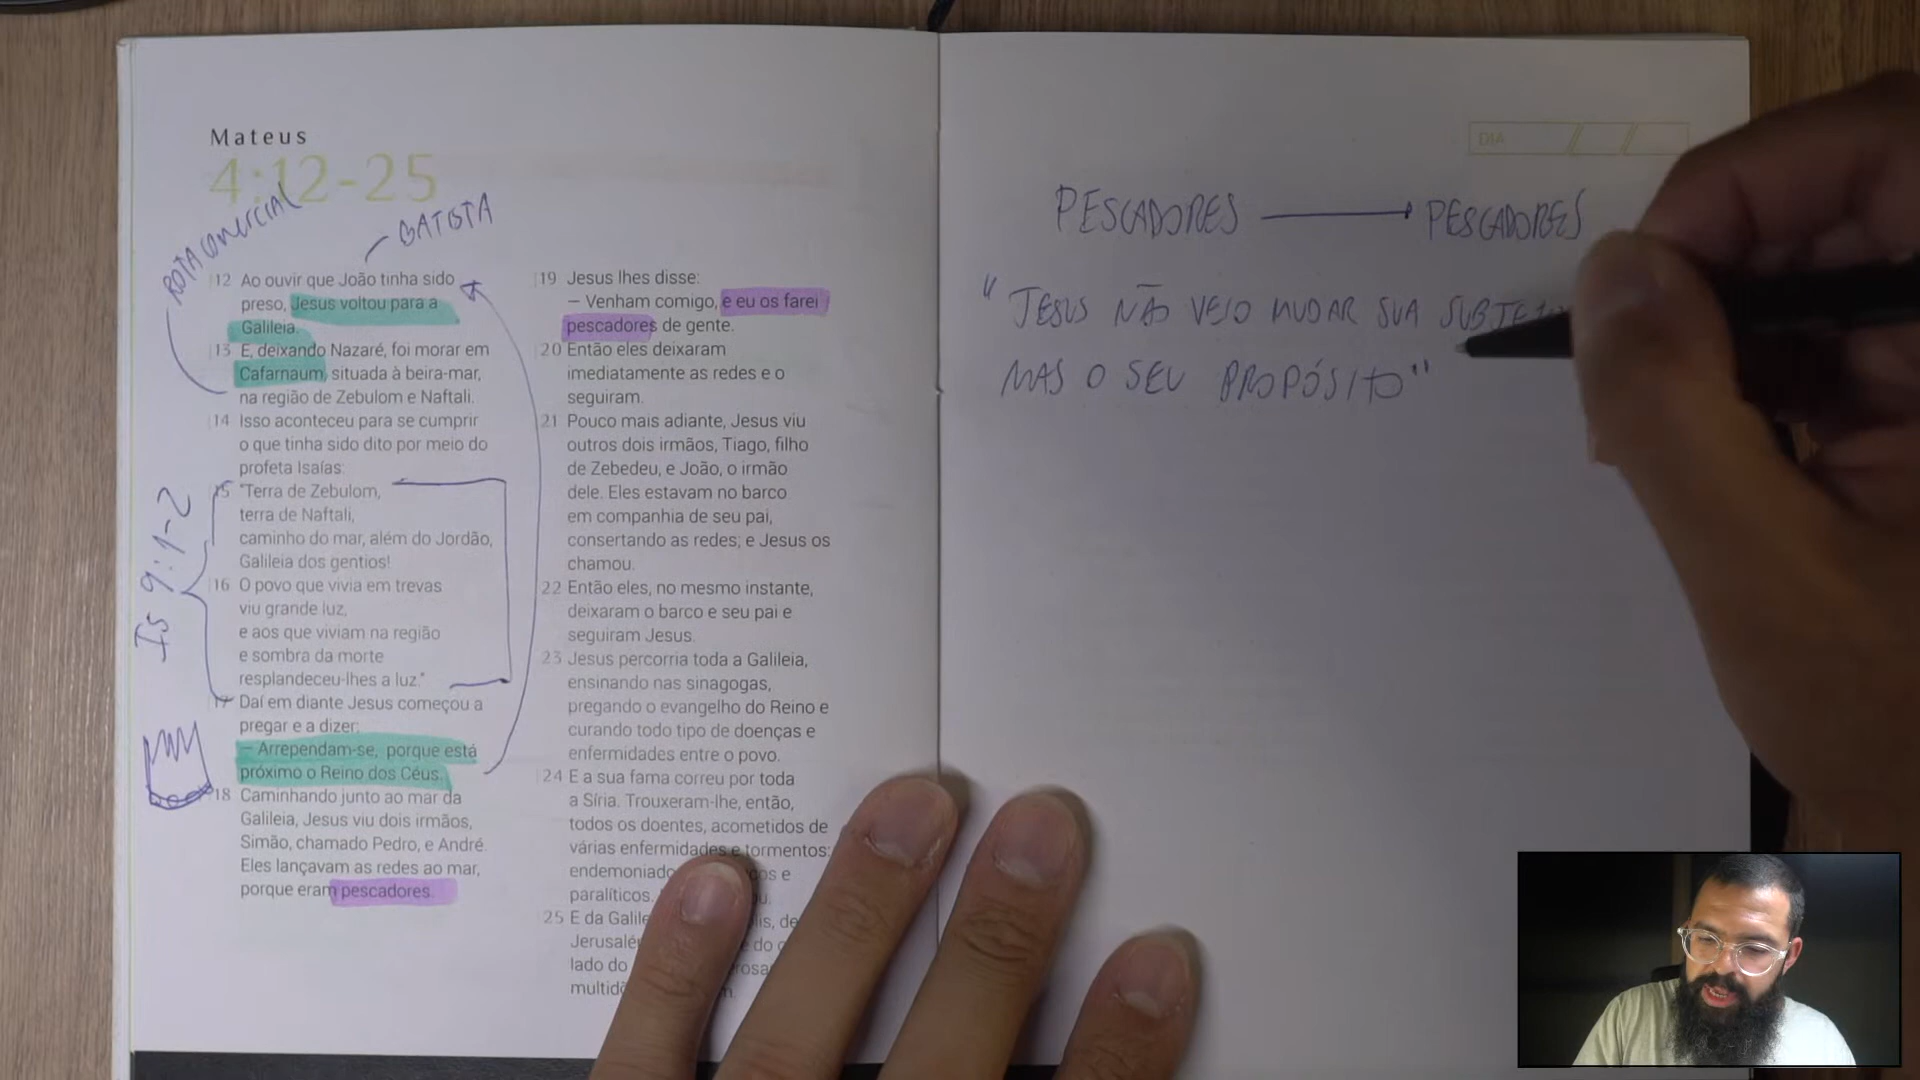 Mateus
4:12-25
ROTA COMERCIAL
BATISTA
12 Ao ouvir que João tinha sido
preso, Jesus voltou para a
Galileia.
13 E, deixando Nazaré, foi morar em
Cafarnaum, situada à beira-mar,
na região de Zebulom e Naftali.
14 Isso aconteceu para se cumprir
o que tinha sido dito por meio do
profeta Isaías:
15 "Terra de Zebulom,
terra de Naftali,
caminho do mar, além do Jordão,
Galileia dos gentios!
16 O povo que vivia em trevas
viu grande luz,
e aos que viviam na região
e sombra da morte
resplandeceu-lhes a luz."
Is 9:1-2
17 Daí em diante Jesus começou a
pregar e a dizer:
— Arrependam-se, porque está
próximo o Reino dos Céus.
18 Caminhando junto ao mar da
Galileia, Jesus viu dois irmãos,
Simão, chamado Pedro, e André.
Eles lançavam as redes ao mar,
porque eram pescadores.
19 Jesus lhes disse:
— Venham comigo, e eu os farei
pescadores de gente.
20 Então eles deixaram
imediatamente as redes e o
seguiram.
21 Pouco mais adiante, Jesus viu
outros dois irmãos, Tiago, filho
de Zebedeu, e João, o irmão
dele. Eles estavam no barco
em companhia de seu pai,
consertando as redes; e Jesus os
chamou.
22 Então eles, no mesmo instante,
deixaram o barco e seu pai e
seguiram Jesus.
23 Jesus percorria toda a Galileia,
ensinando nas sinagogas,
pregando o evangelho do Reino e
curando todo tipo de doenças e
enfermidades entre o povo.
24 E a sua fama correu por toda
a Síria. Trouxeram-lhe, então,
todos os doentes, acometidos de
várias enfermidades e tormentos:
e
paralíticos.
25 E da
do
lado do
DIA
PESCADORES → PESCADORES
"JESUS NÃO VEIO MUDAR SUA
MAS O SEU PROPÓSITO"